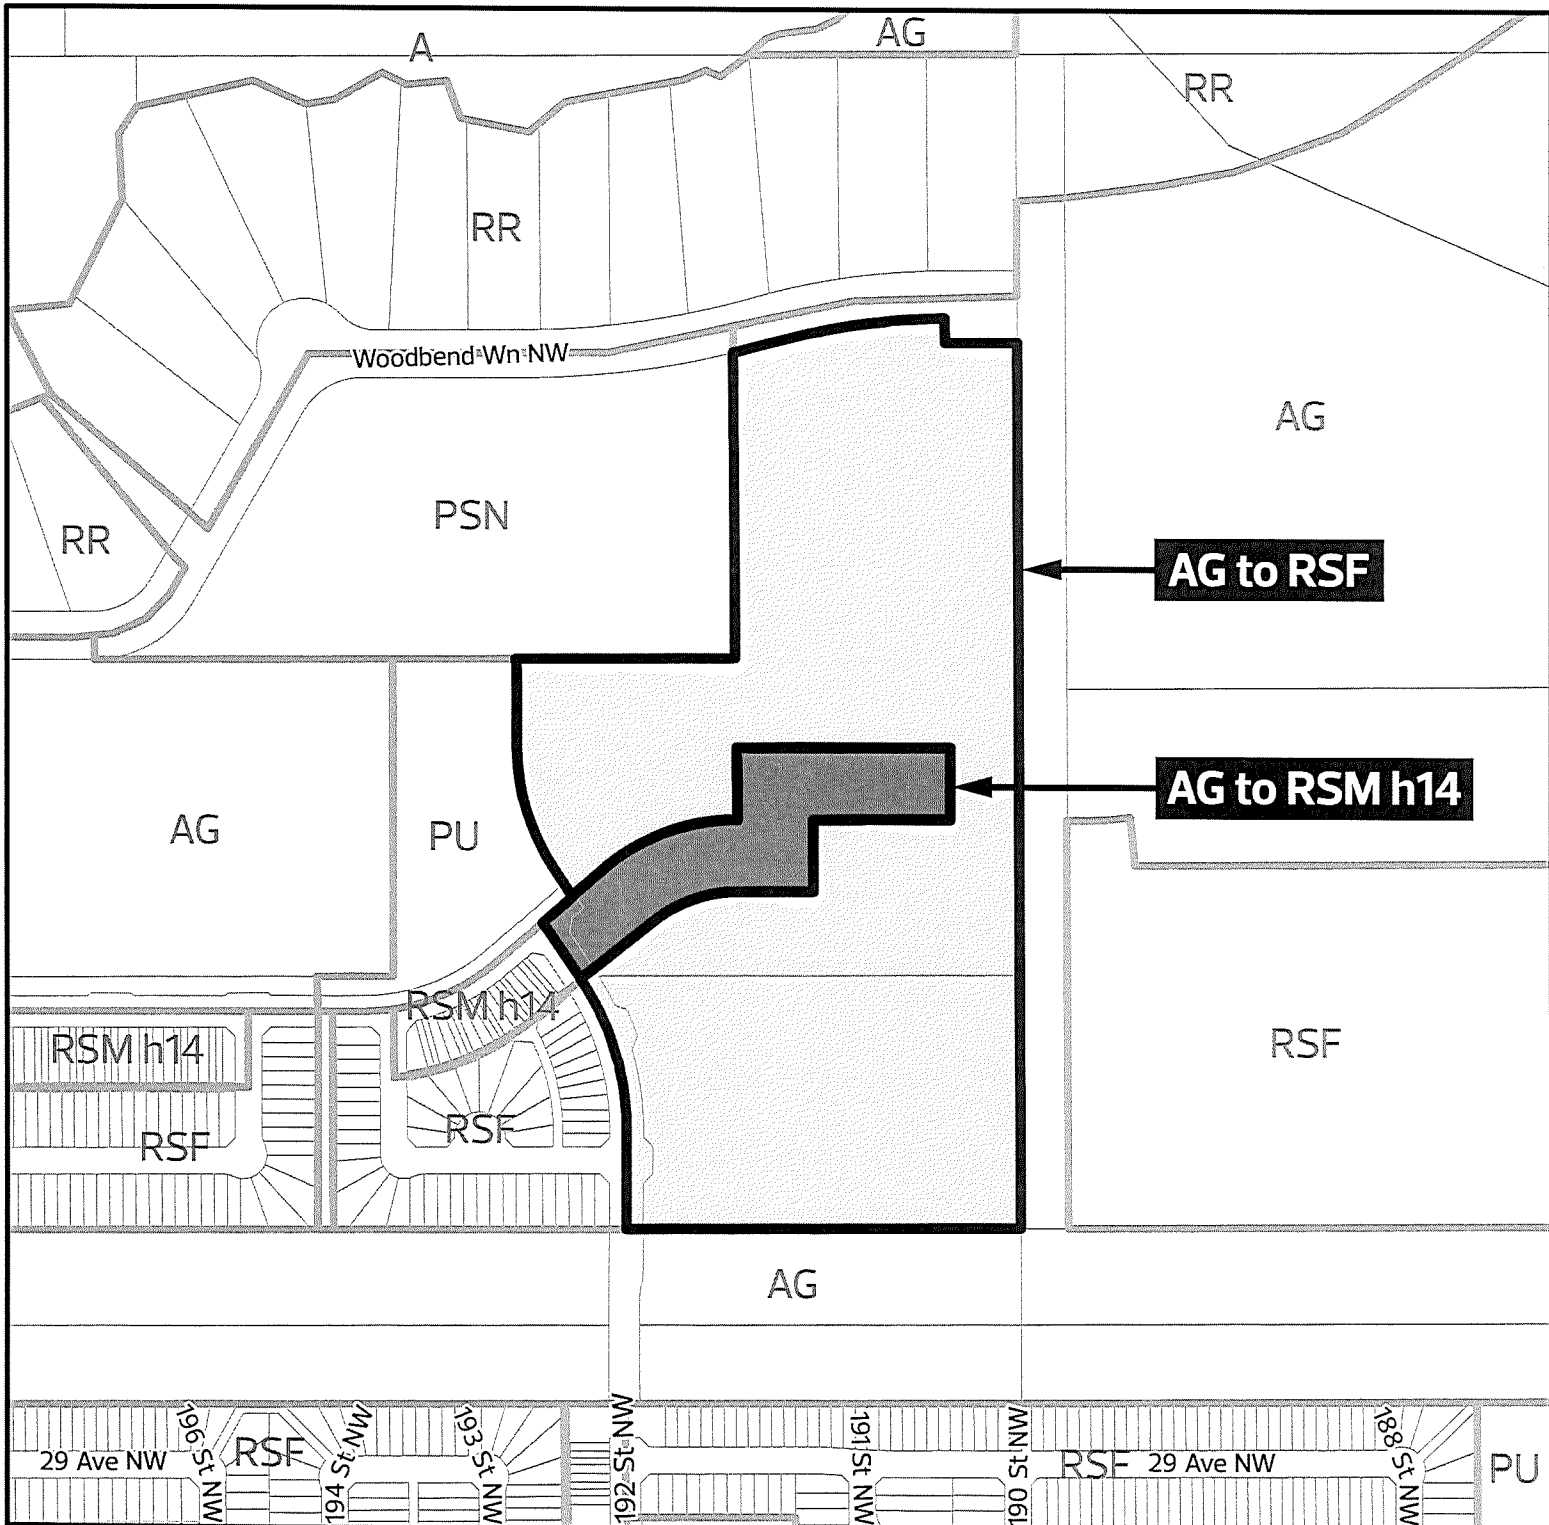 A
AG
RR
RR
Woodbend Wn NW
AG
PSN
RR
AG to RSF
AG to RSM h14
AG
PU
RSM h14
RSM h14
RSF
RSF
RSF
AG
196 St NW
RSF
194 St NW
193 St NW
192 St NW
191 St NW
190 St NW
188 St NW
29 Ave NW
RSF
29 Ave NW
PU